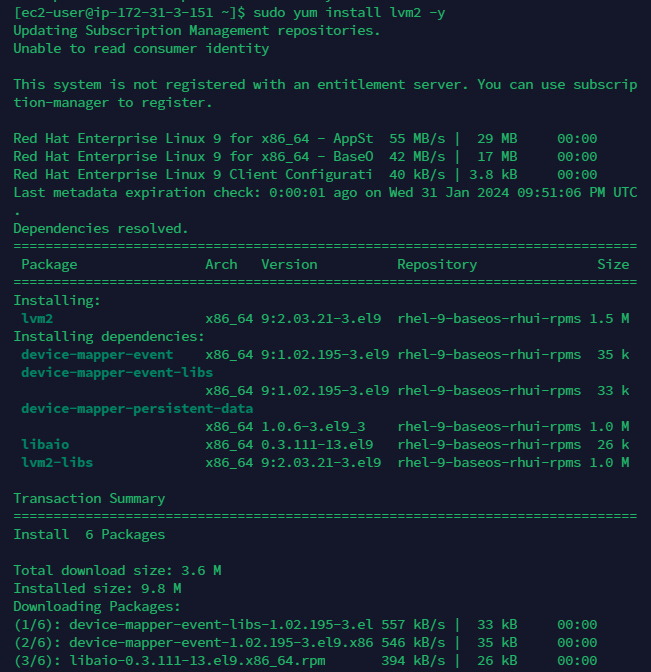 [ec2-user@ip-172-31-3-151 ~]$ sudo yum install lvm2 -y
Updating Subscription Management repositories.
Unable to read consumer identity

This system is not registered with an entitlement server. You can use subscrip
tion-manager to register.

Red Hat Enterprise Linux 9 for x86_64 - AppSt  55 MB/s |  29 MB     00:00
Red Hat Enterprise Linux 9 for x86_64 - BaseO  42 MB/s |  17 MB     00:00
Red Hat Enterprise Linux 9 Client Configurati  40 kB/s | 3.8 kB     00:00
Last metadata expiration check: 0:00:01 ago on Wed 31 Jan 2024 09:51:06 PM UTC
.
Dependencies resolved.
==============================================================================
 Package                Arch   Version          Repository               Size
==============================================================================
Installing:
 lvm2                   x86_64 9:2.03.21-3.el9  rhel-9-baseos-rhui-rpms 1.5 M
Installing dependencies:
 device-mapper-event    x86_64 9:1.02.195-3.el9 rhel-9-baseos-rhui-rpms  35 k
 device-mapper-event-libs
                        x86_64 9:1.02.195-3.el9 rhel-9-baseos-rhui-rpms  33 k
 device-mapper-persistent-data
                        x86_64 1.0.6-3.el9_3    rhel-9-baseos-rhui-rpms 1.0 M
 libaio                 x86_64 0.3.111-13.el9   rhel-9-baseos-rhui-rpms  26 k
 lvm2-libs              x86_64 9:2.03.21-3.el9  rhel-9-baseos-rhui-rpms 1.0 M

Transaction Summary
==============================================================================
Install  6 Packages

Total download size: 3.6 M
Installed size: 9.8 M
Downloading Packages:
(1/6): device-mapper-event-libs-1.02.195-3.el 557 kB/s |  33 kB     00:00
(2/6): device-mapper-event-1.02.195-3.el9.x86 546 kB/s |  35 kB     00:00
(3/6): libaio-0.3.111-13.el9.x86_64.rpm       394 kB/s |  26 kB     00:00